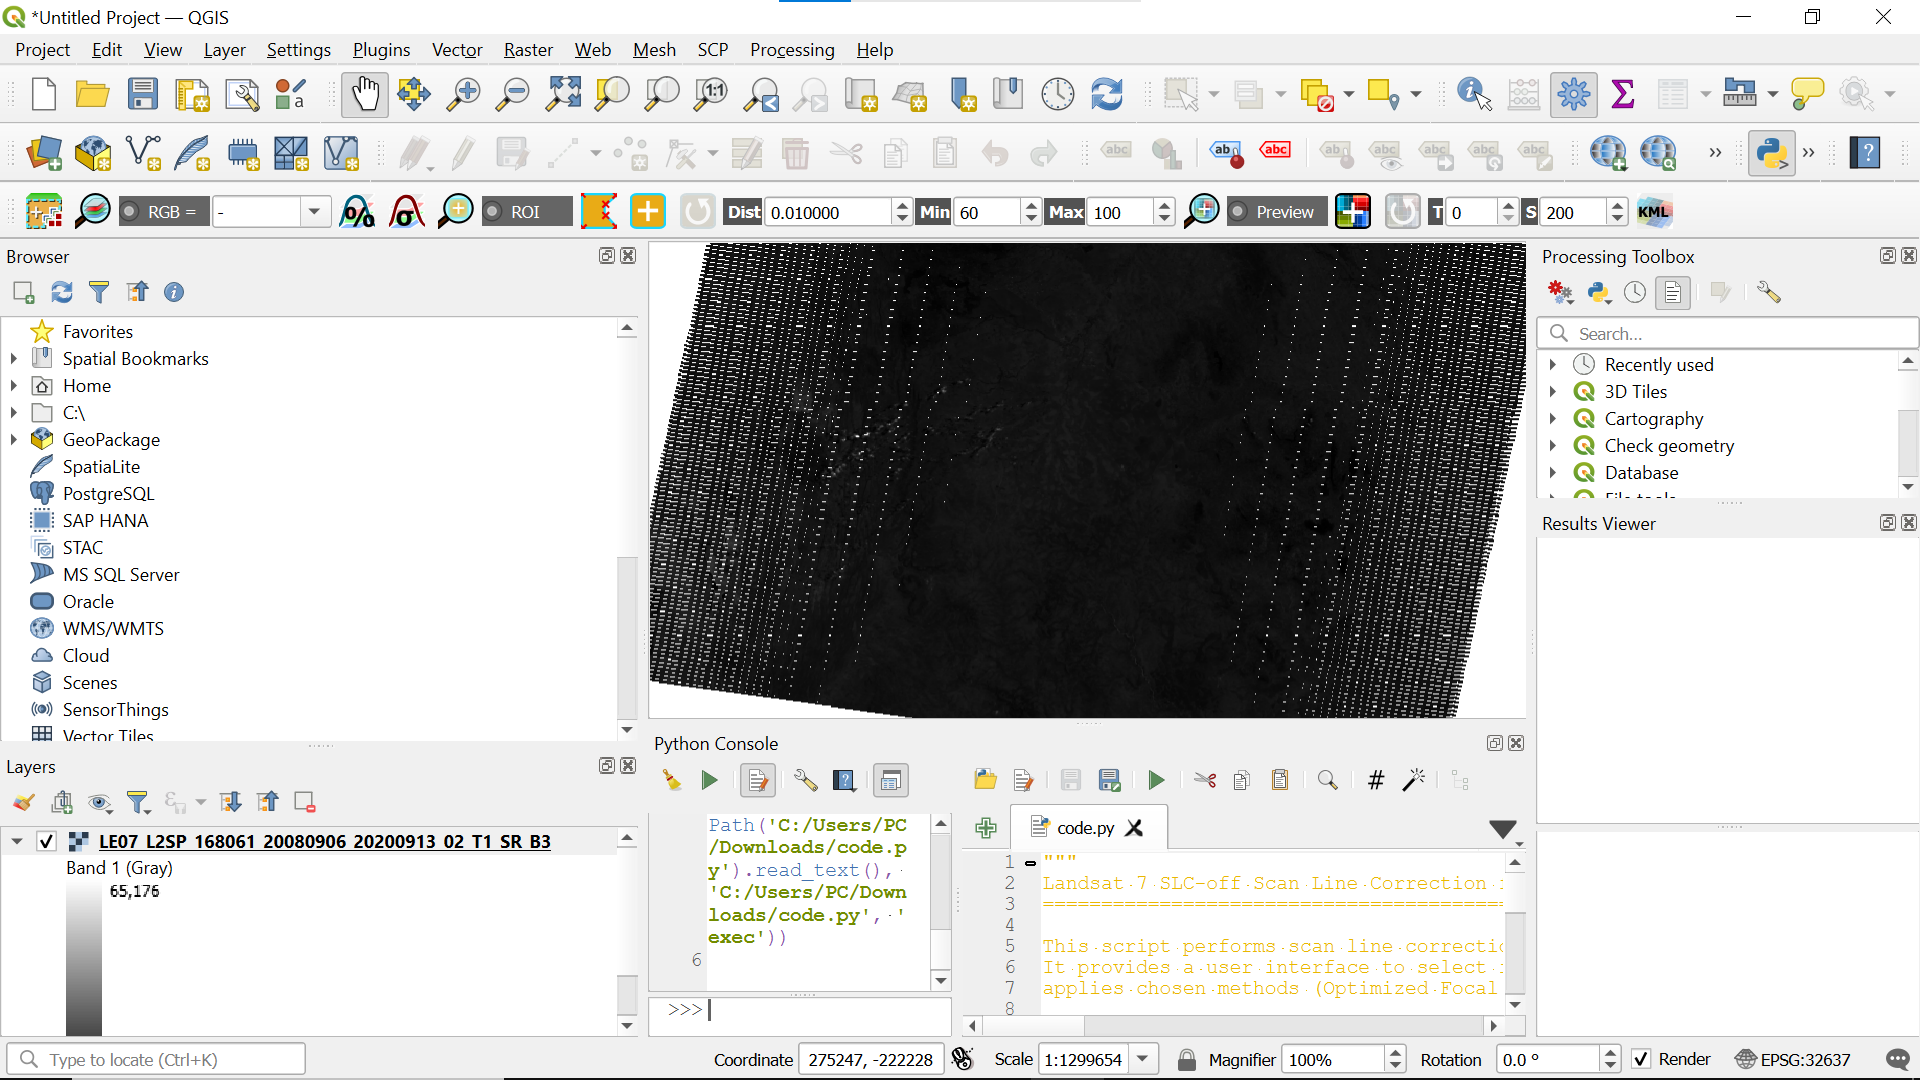 *Untitled Project — QGIS
Project Edit View Layer Settings Plugins Vector Raster Web Mesh SCP Processing Help
RGB = - ROI Dist 0.010000 Min 60 Max 100 Preview T 0 S 200 KML
Browser
Favorites
Spatial Bookmarks
Home
C:\
GeoPackage
SpatiaLite
PostgreSQL
SAP HANA
STAC
MS SQL Server
Oracle
WMS/WMTS
Cloud
Scenes
SensorThings
Vector Tiles
Layers
LE07_L2SP_168061_20080906_20200913_02_T1_SR_B3
Band 1 (Gray)
65,176
Python Console
Path('C:/Users/PC
/Downloads/code.p
y').read_text(),
'C:/Users/PC/Down
loads/code.py', '
exec'))
6
>>>
code.py
1 """
2 Landsat 7 SLC-off Scan Line Correction
3 ========================================
4
5 This script performs scan line correctio
6 It provides a user interface to select
7 applies chosen methods (Optimized Focal
8
Processing Toolbox
Search...
Recently used
3D Tiles
Cartography
Check geometry
Database
File tools
Results Viewer
Type to locate (Ctrl+K) Coordinate 275247, -222228 Scale 1:1299654 Magnifier 100% Rotation 0.0 ° Render EPSG:32637